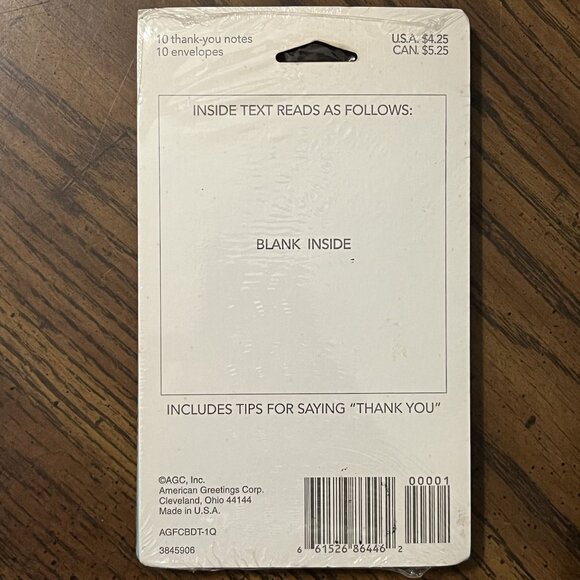 10 thank-you notes
10 envelopes
U.S.A. $4.25
CAN. $5.25
INSIDE TEXT READS AS FOLLOWS:
BLANK INSIDE
INCLUDES TIPS FOR SAYING “THANK YOU”
©AGC, Inc.
American Greetings Corp.
Cleveland, Ohio 44144
Made in U.S.A.
AGFCBDT-1Q
3845906
00001
6 61526 86446 2